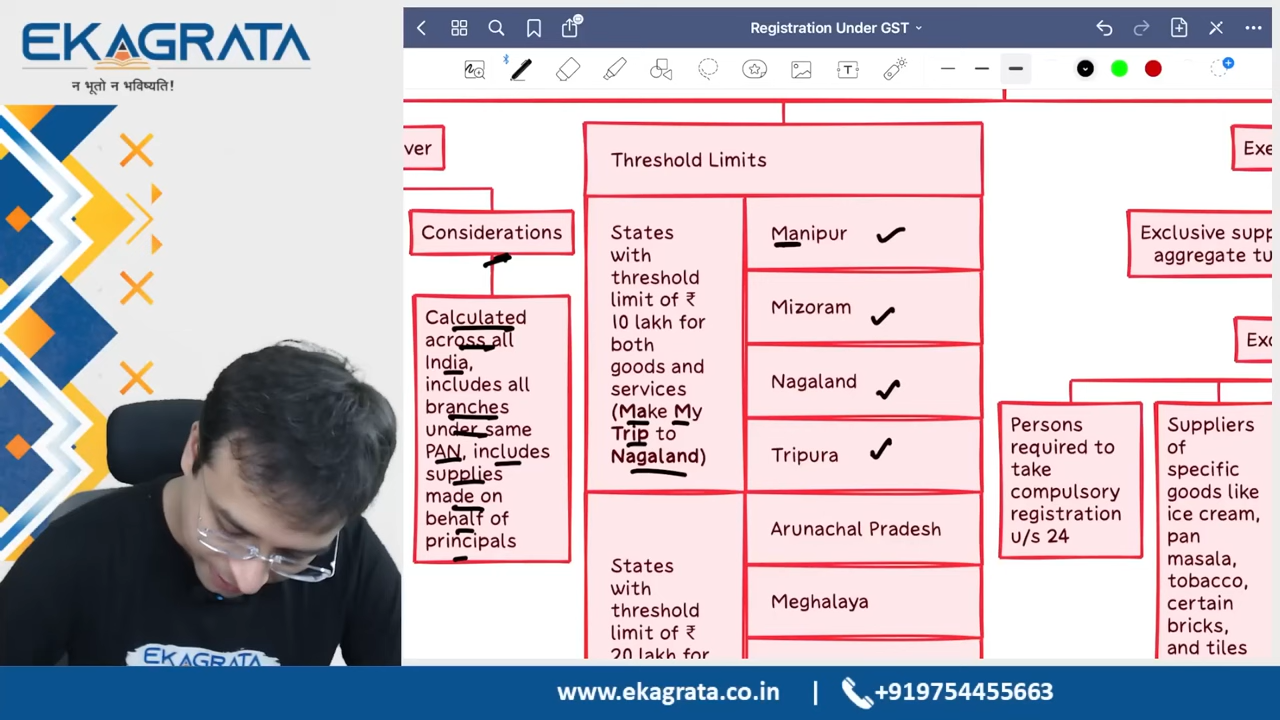 EKAGRATA
न भूतो न भविष्यति!
Registration Under GST
T
ver
Considerations
Calculated
across all
India,
includes all
branches
under same
PAN, includes
supplies
made on
behalf of
principals
Threshold Limits
States
with
threshold
limit of ₹
10 lakh for
both
goods and
services
(Make My
Trip to
Nagaland)
Manipur
Mizoram
Nagaland
Tripura
States
with
threshold
limit of ₹
20 lakh for
Arunachal Pradesh
Meghalaya
Exe
Exclusive supp
aggregate tu
Exc
Persons
required to
take
compulsory
registration
u/s 24
Suppliers
of
specific
goods like
ice cream,
pan
masala,
tobacco,
certain
bricks,
and tiles
EKAGRATA
www.ekagrata.co.in | +919754455663